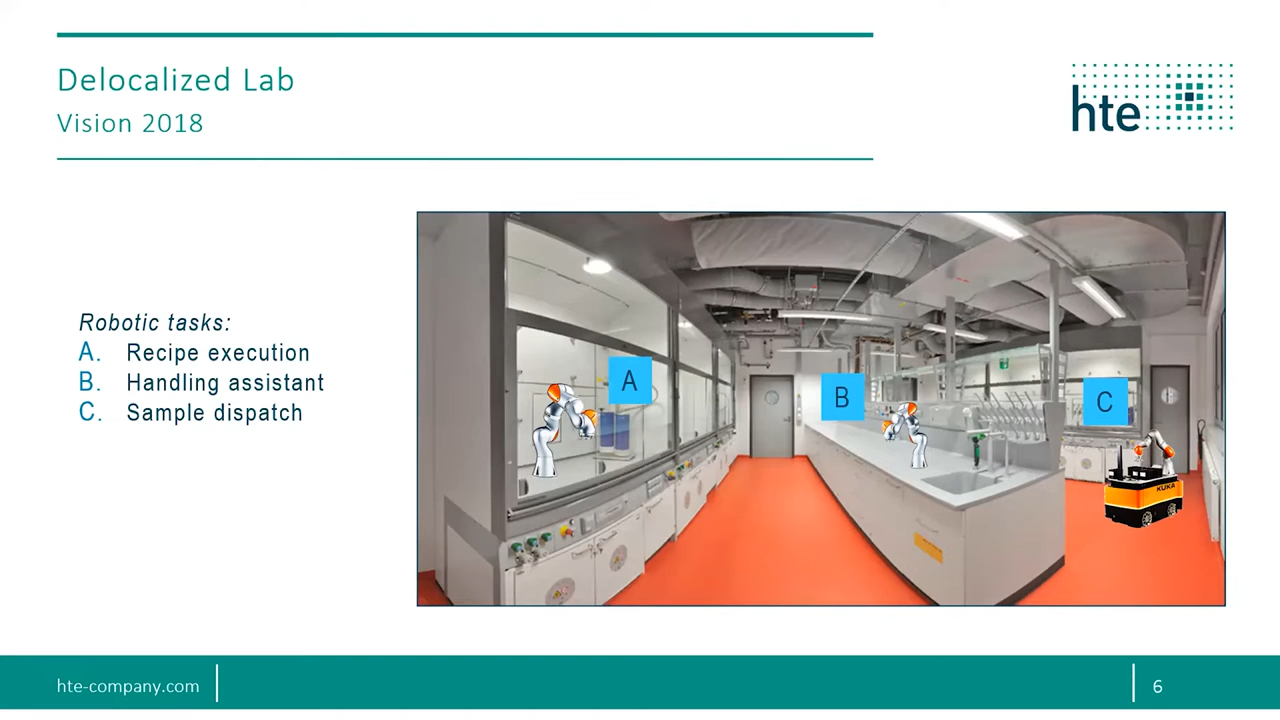 Delocalized Lab
Vision 2018
hte
Robotic tasks:
A. Recipe execution
B. Handling assistant
C. Sample dispatch
A
B
C
KUKA
hte-company.com
6